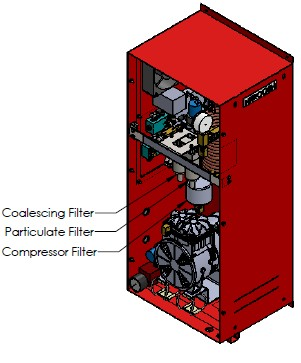 Coalescing Filter
Particulate Filter
Compressor Filter